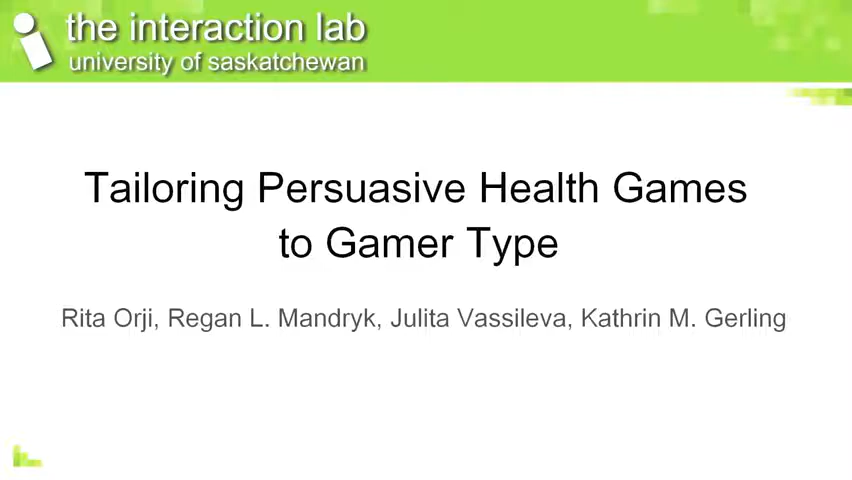 the interaction lab
university of saskatchewan
Tailoring Persuasive Health Games
to Gamer Type
Rita Orji, Regan L. Mandryk, Julita Vassileva, Kathrin M. Gerling